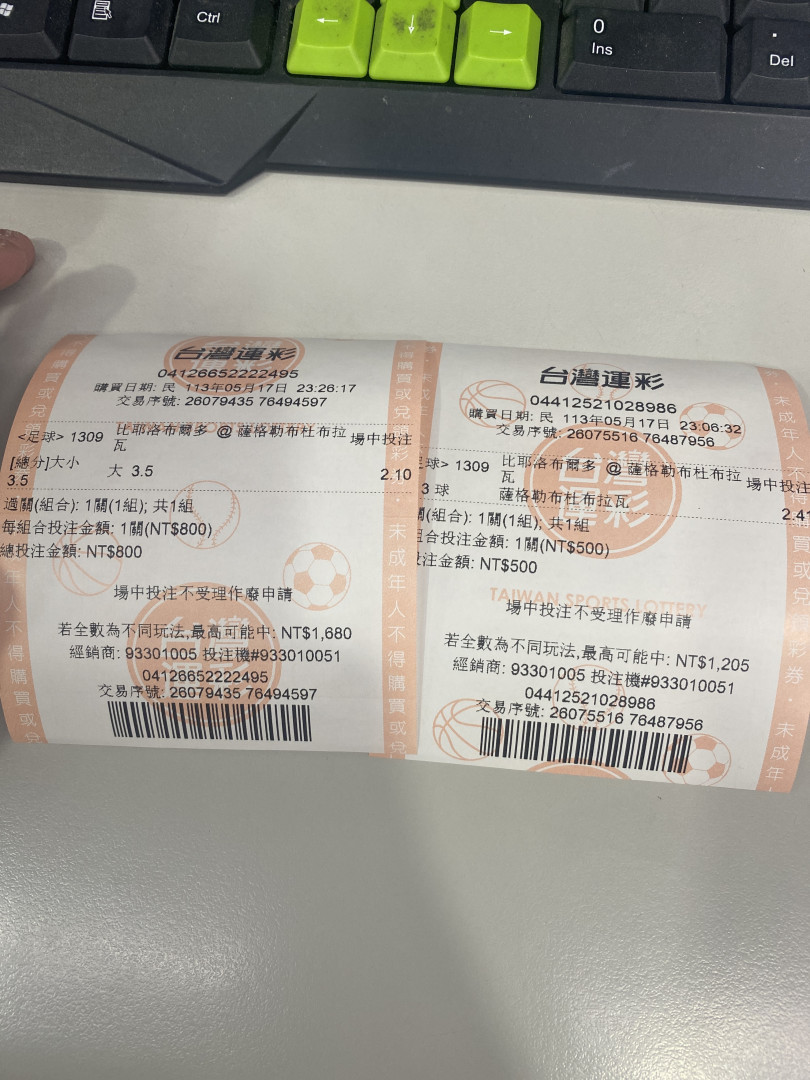 Ctrl
←
↓
→
0
Ins
.
Del
台灣運彩
04126652222495
購買日期: 民 113年05月17日 23:26:17
交易序號: 26079435 76494597
<足球> 1309 比耶洛布爾多 @ 薩格勒布杜布拉瓦 場中投注
[總分]大小 3.5 大 3.5 2.10
過關(組合): 1關(1組); 共1組
每組合投注金額: 1關(NT$800)
總投注金額: NT$800
場中投注不受理作廢申請
若全數為不同玩法,最高可能中: NT$1,680
經銷商: 93301005 投注機#933010051
04126652222495
交易序號: 26079435 76494597
台灣運彩
04412521028986
購買日期: 民 113年05月17日 23:06:32
交易序號: 26075516 76487956
足球> 1309 比耶洛布爾多 @ 薩格勒布杜布拉瓦 場中投注
3 球 薩格勒布杜布拉瓦 2.41
(組合): 1關(1組); 共1組
組合投注金額: 1關(NT$500)
投注金額: NT$500
TAIWAN SPORTS LOTTERY
場中投注不受理作廢申請
若全數為不同玩法,最高可能中: NT$1,205
經銷商: 93301005 投注機#933010051
04412521028986
交易序號: 26075516 76487956
台灣運彩
台灣運彩
未成年人不得購買或兌